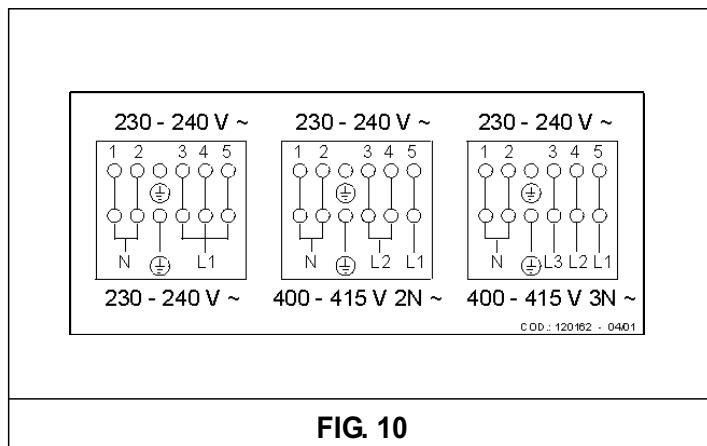 230 - 240 V ~ 230 - 240 V ~ 230 - 240 V ~
1 2 3 4 5 1 2 3 4 5 1 2 3 4 5
N L1 N L2 L1 N L3 L2 L1
230 - 240 V ~ 400 - 415 V 2N ~ 400 - 415 V 3N ~
COD.: 120162 - 04/01
FIG. 10